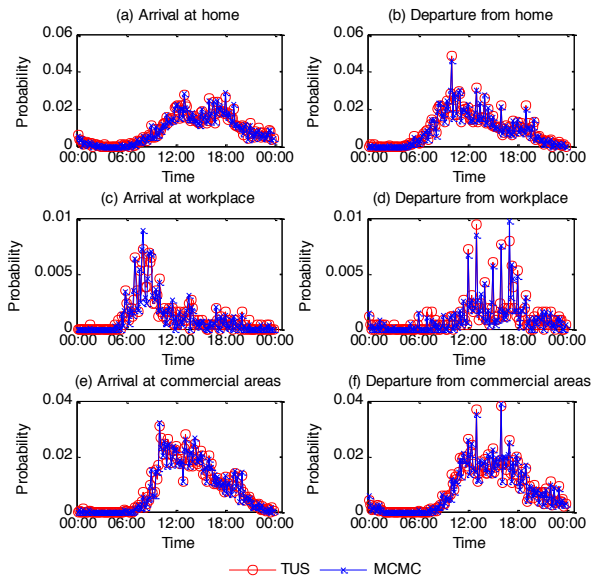 (a) Arrival at home
(b) Departure from home
0.06
0.04
0.02
0
Probability
00:00 06:00 12:00 18:00 00:00
Time
0.06
0.04
0.02
0
Probability
00:00 06:00 12:00 18:00 00:00
Time
(c) Arrival at workplace
(d) Departure from workplace
0.01
0.005
0
Probability
00:00 06:00 12:00 18:00 00:00
Time
0.01
0.005
0
Probability
00:00 06:00 12:00 18:00 00:00
Time
(e) Arrival at commercial areas
(f) Departure from commercial areas
0.04
0.02
0
Probability
00:00 06:00 12:00 18:00 00:00
Time
0.04
0.02
0
Probability
00:00 06:00 12:00 18:00 00:00
Time
TUS MCMC